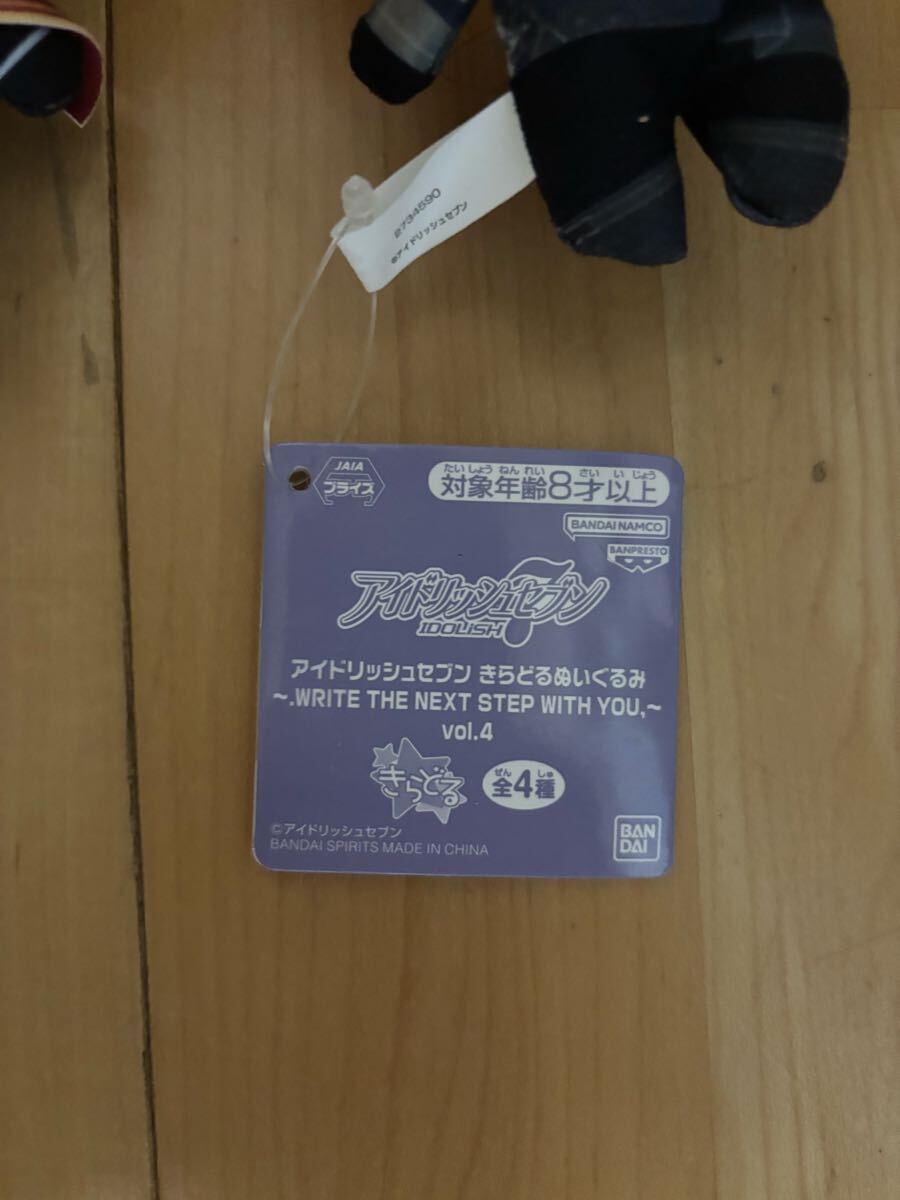 2734590
©アイドリッシュセブン
JAIA
プライズ
たいしょうねんれい さい いじょう
対象年齢8才以上
BANDAI NAMCO
BANPRESTO
アイドリッシュセブン
IDOLiSH7
アイドリッシュセブン きらどるぬいぐるみ
~.WRITE THE NEXT STEP WITH YOU,~
vol.4
きらどる
ぜん しゅ
全4種
©アイドリッシュセブン
BANDAI SPIRITS MADE IN CHINA
BAN
DAI